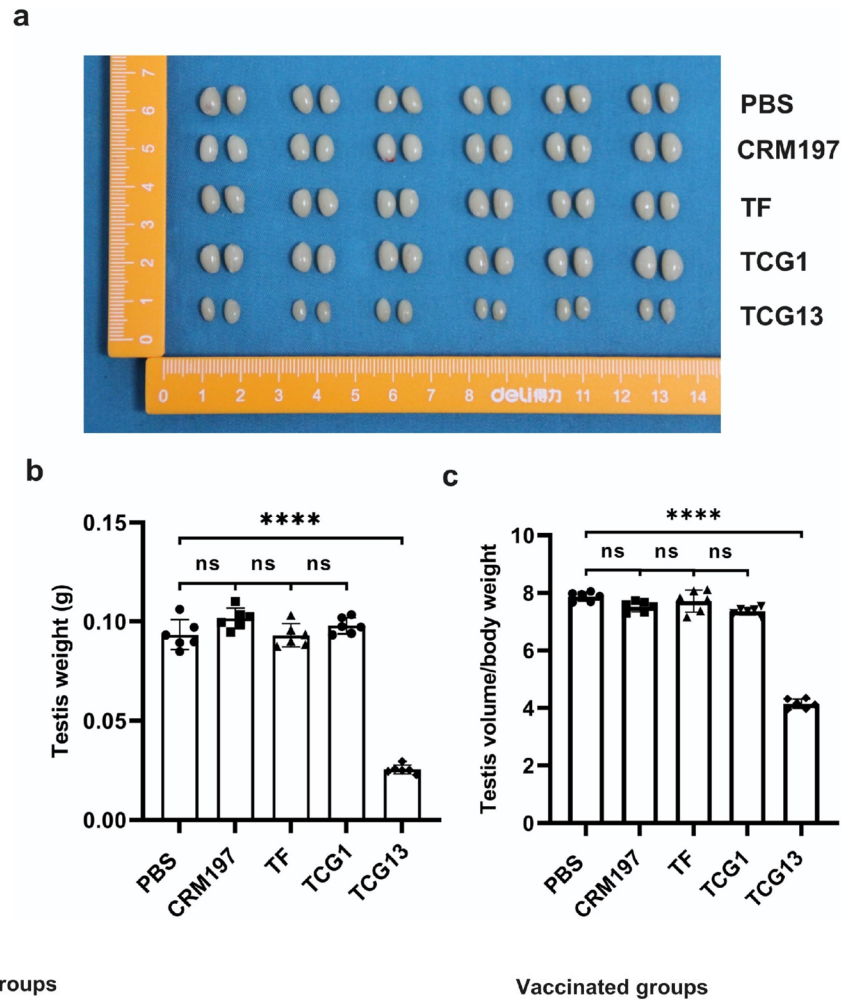 a
7
6
5
4
3
2
1
0
PBS
CRM197
TF
TCG1
TCG13
0 1 2 3 4 5 6 7 8 deli得力 11 12 13 14
b
Testis weight (g)
0.15
0.10
0.05
0.00
****
ns ns ns
PBS CRM197 TF TCG1 TCG13
c
Testis volume/body weight
10
8
6
4
2
0
****
ns ns ns
PBS CRM197 TF TCG1 TCG13
roups
Vaccinated groups